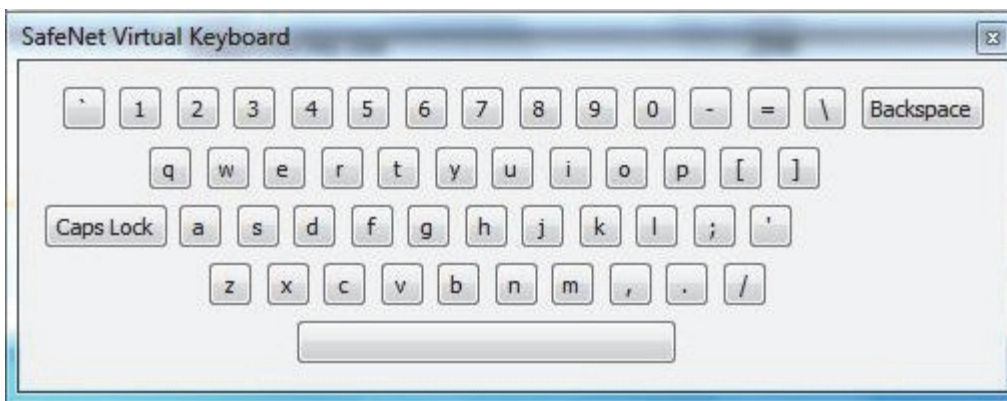 SafeNet Virtual Keyboard
` 1 2 3 4 5 6 7 8 9 0 - = \ Backspace
q w e r t y u i o p [ ]
Caps Lock a s d f g h j k l ; '
z x c v b n m , . /